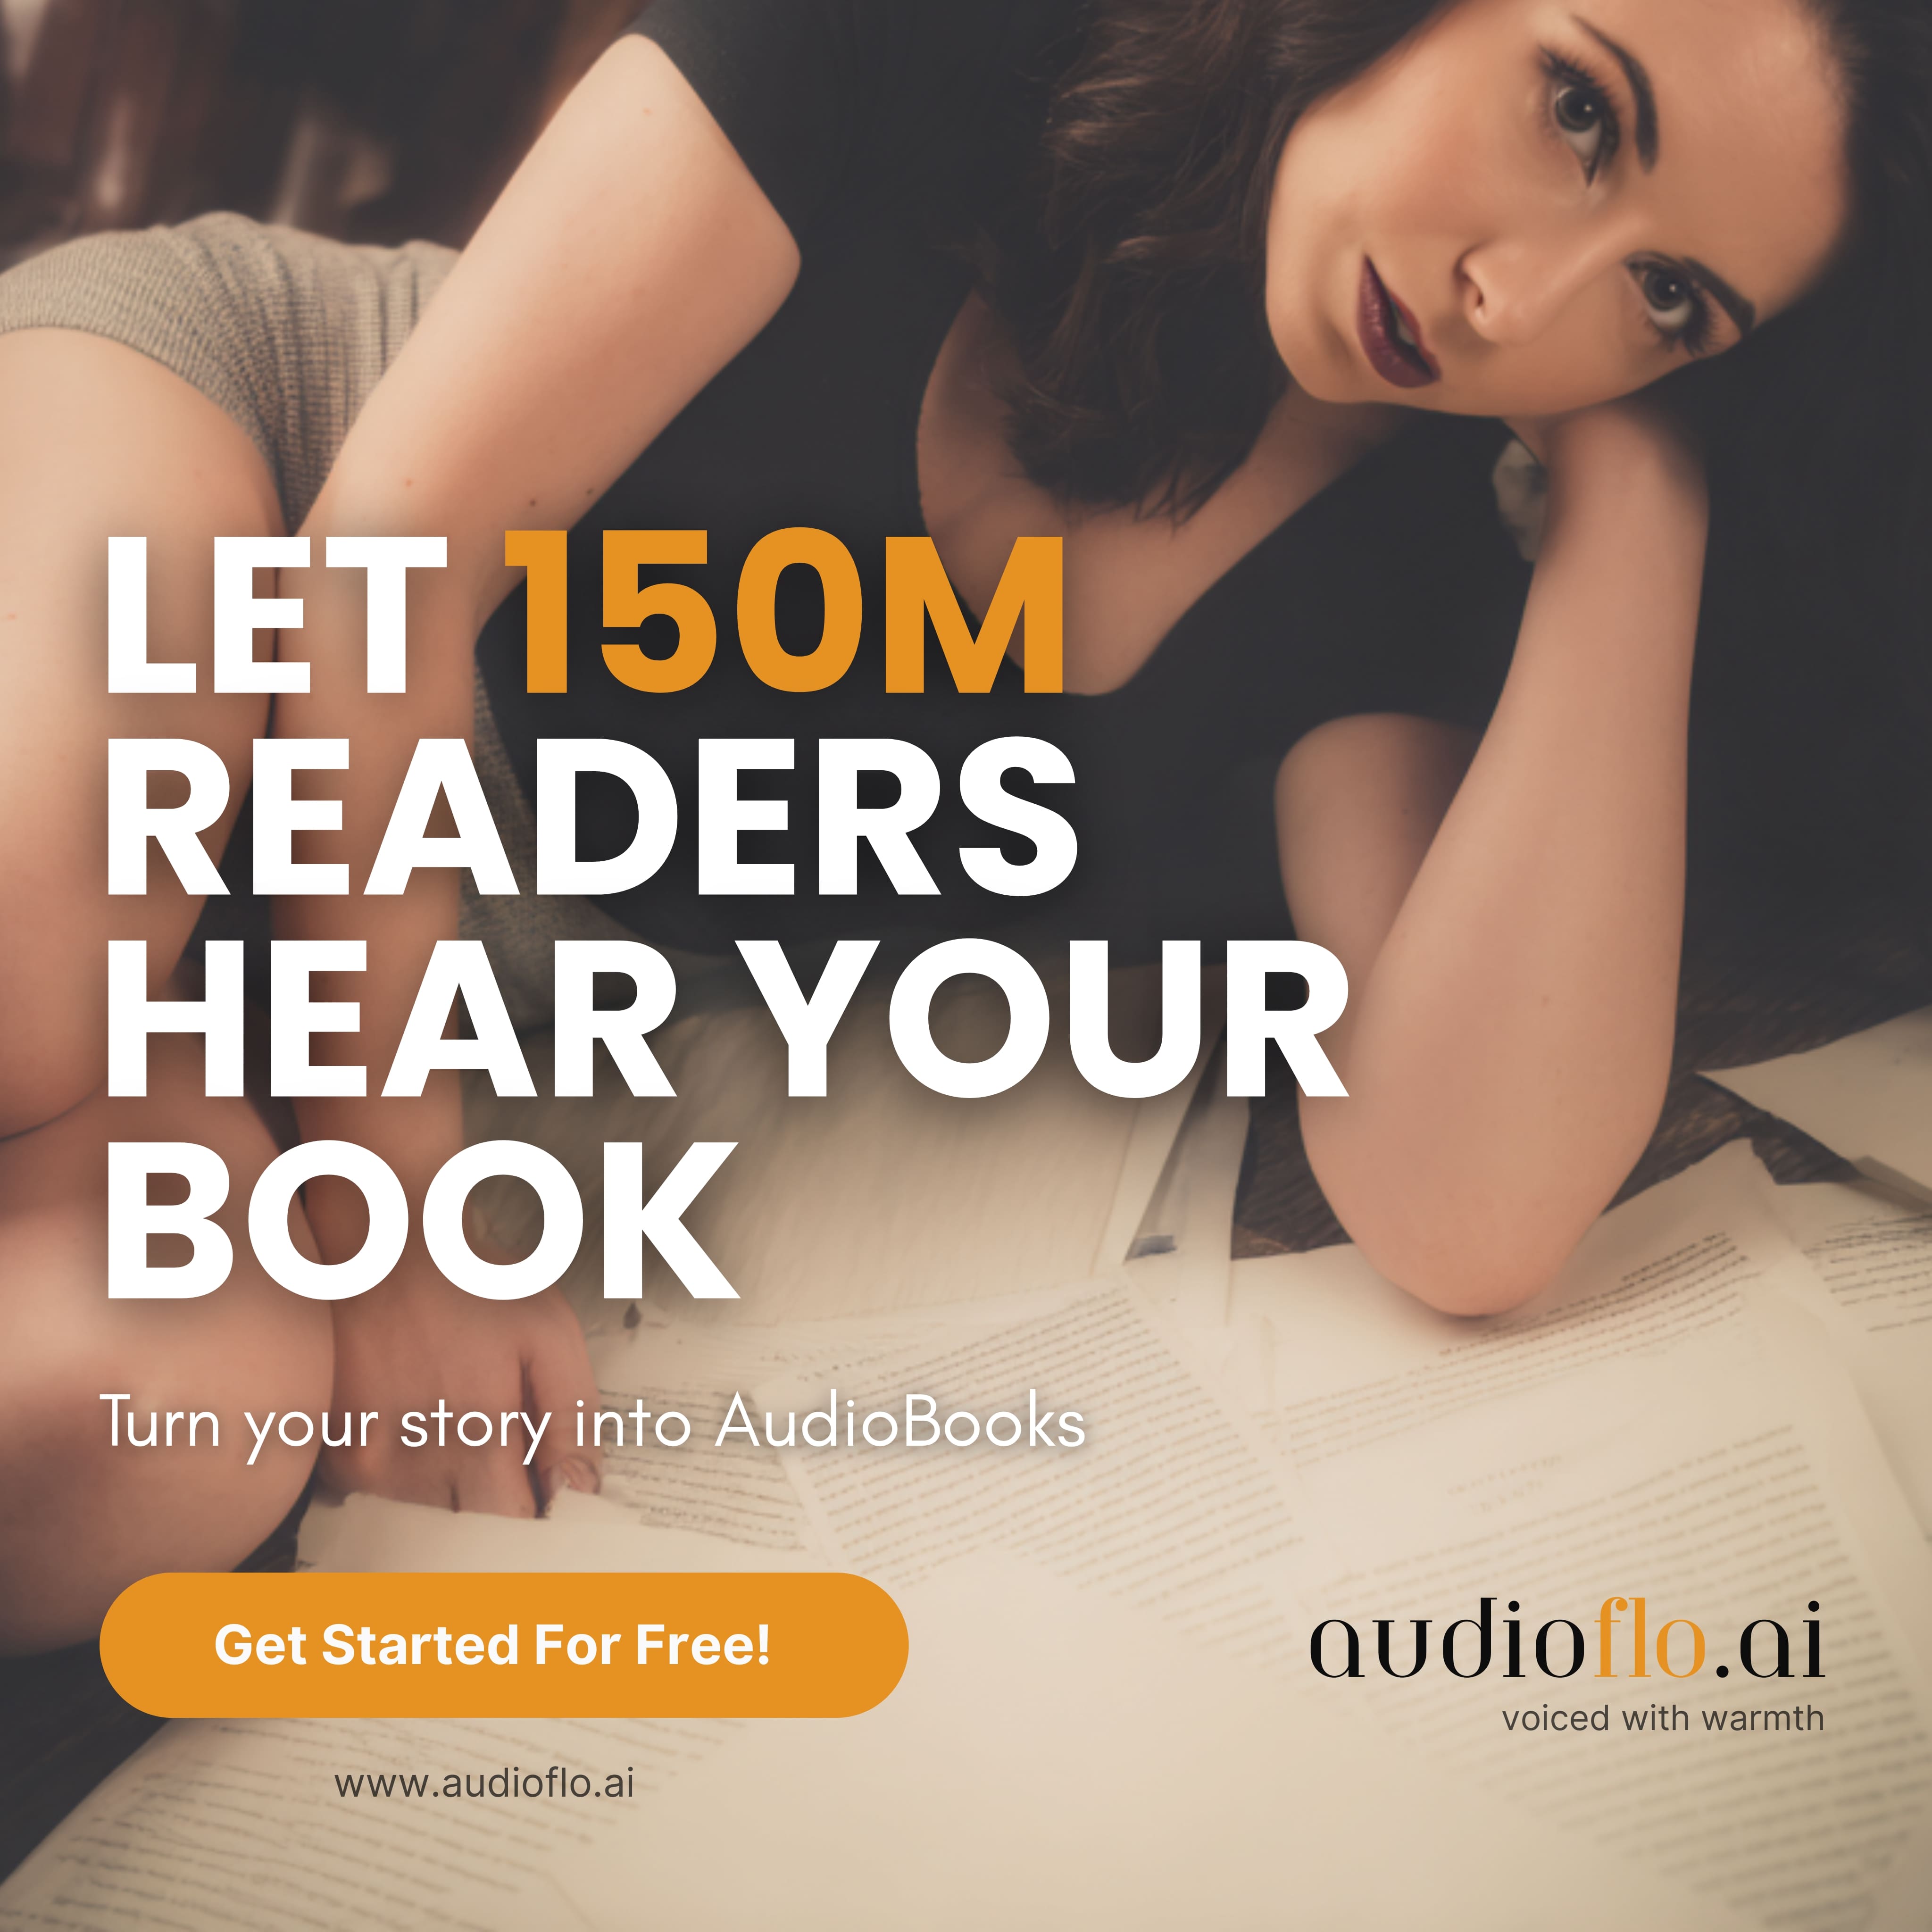 LET 150M
READERS
HEAR YOUR
BOOK
Turn your story into AudioBooks
Get Started For Free!
audioflo.ai
voiced with warmth
www.audioflo.ai